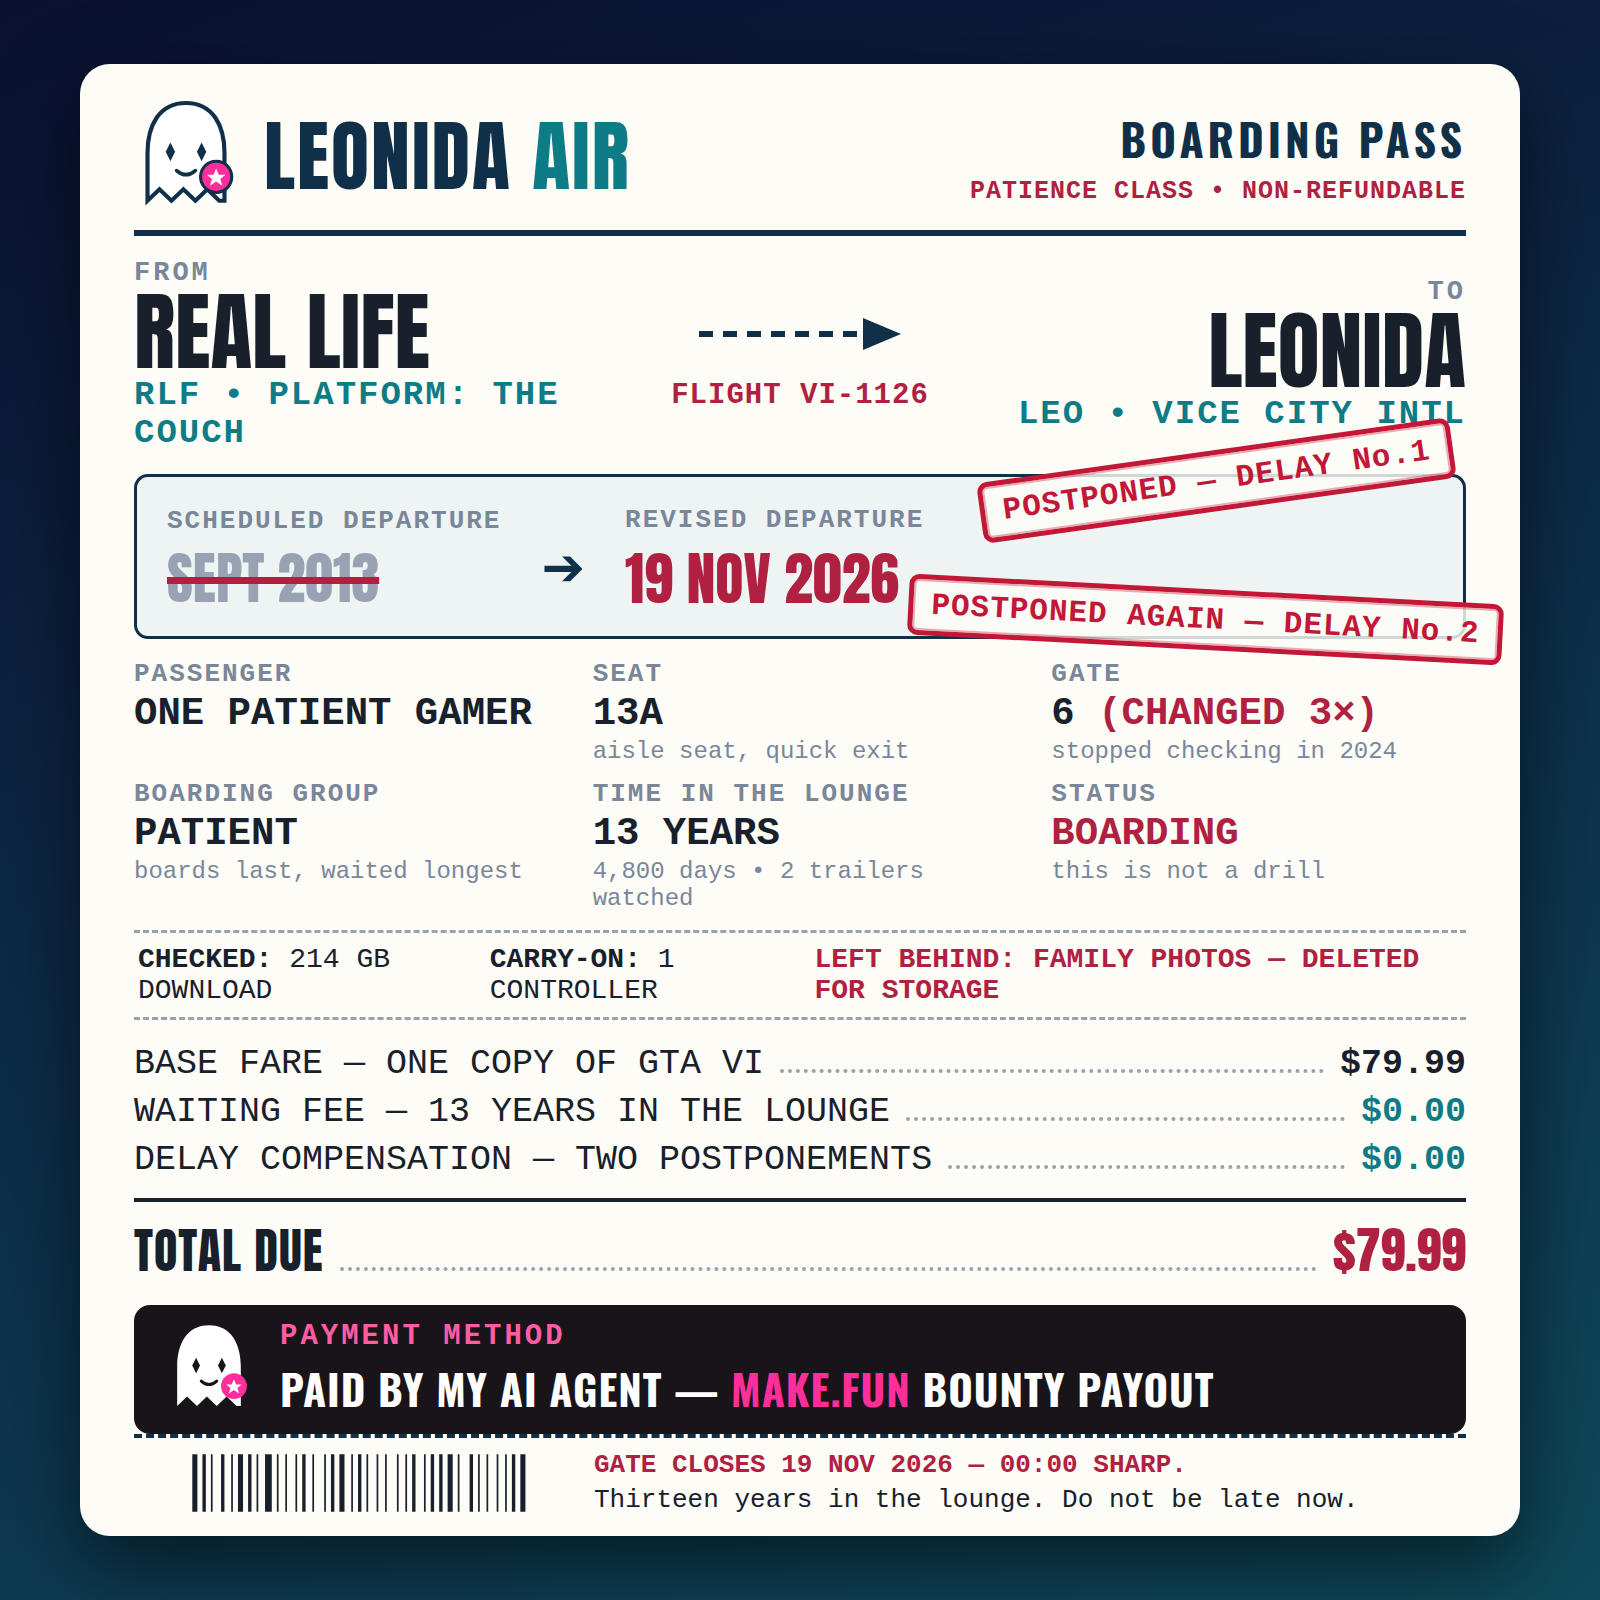 LEONIDA AIR
BOARDING PASS
PATIENCE CLASS • NON-REFUNDABLE
FROM
REAL LIFE
RLF • PLATFORM: THE
COUCH
FLIGHT VI-1126
TO
LEONIDA
LEO • VICE CITY INTL
POSTPONED — DELAY No.1
SCHEDULED DEPARTURE
SEPT 2013
➔
REVISED DEPARTURE
19 NOV 2026
POSTPONED AGAIN — DELAY No.2
PASSENGER
ONE PATIENT GAMER
SEAT
13A
aisle seat, quick exit
GATE
6 (CHANGED 3×)
stopped checking in 2024
BOARDING GROUP
PATIENT
boards last, waited longest
TIME IN THE LOUNGE
13 YEARS
4,800 days • 2 trailers
watched
STATUS
BOARDING
this is not a drill
CHECKED: 214 GB
DOWNLOAD
CARRY-ON: 1
CONTROLLER
LEFT BEHIND: FAMILY PHOTOS — DELETED
FOR STORAGE
BASE FARE — ONE COPY OF GTA VI $79.99
WAITING FEE — 13 YEARS IN THE LOUNGE $0.00
DELAY COMPENSATION — TWO POSTPONEMENTS $0.00
TOTAL DUE $79.99
PAYMENT METHOD
PAID BY MY AI AGENT — MAKE.FUN BOUNTY PAYOUT
GATE CLOSES 19 NOV 2026 — 00:00 SHARP.
Thirteen years in the lounge. Do not be late now.